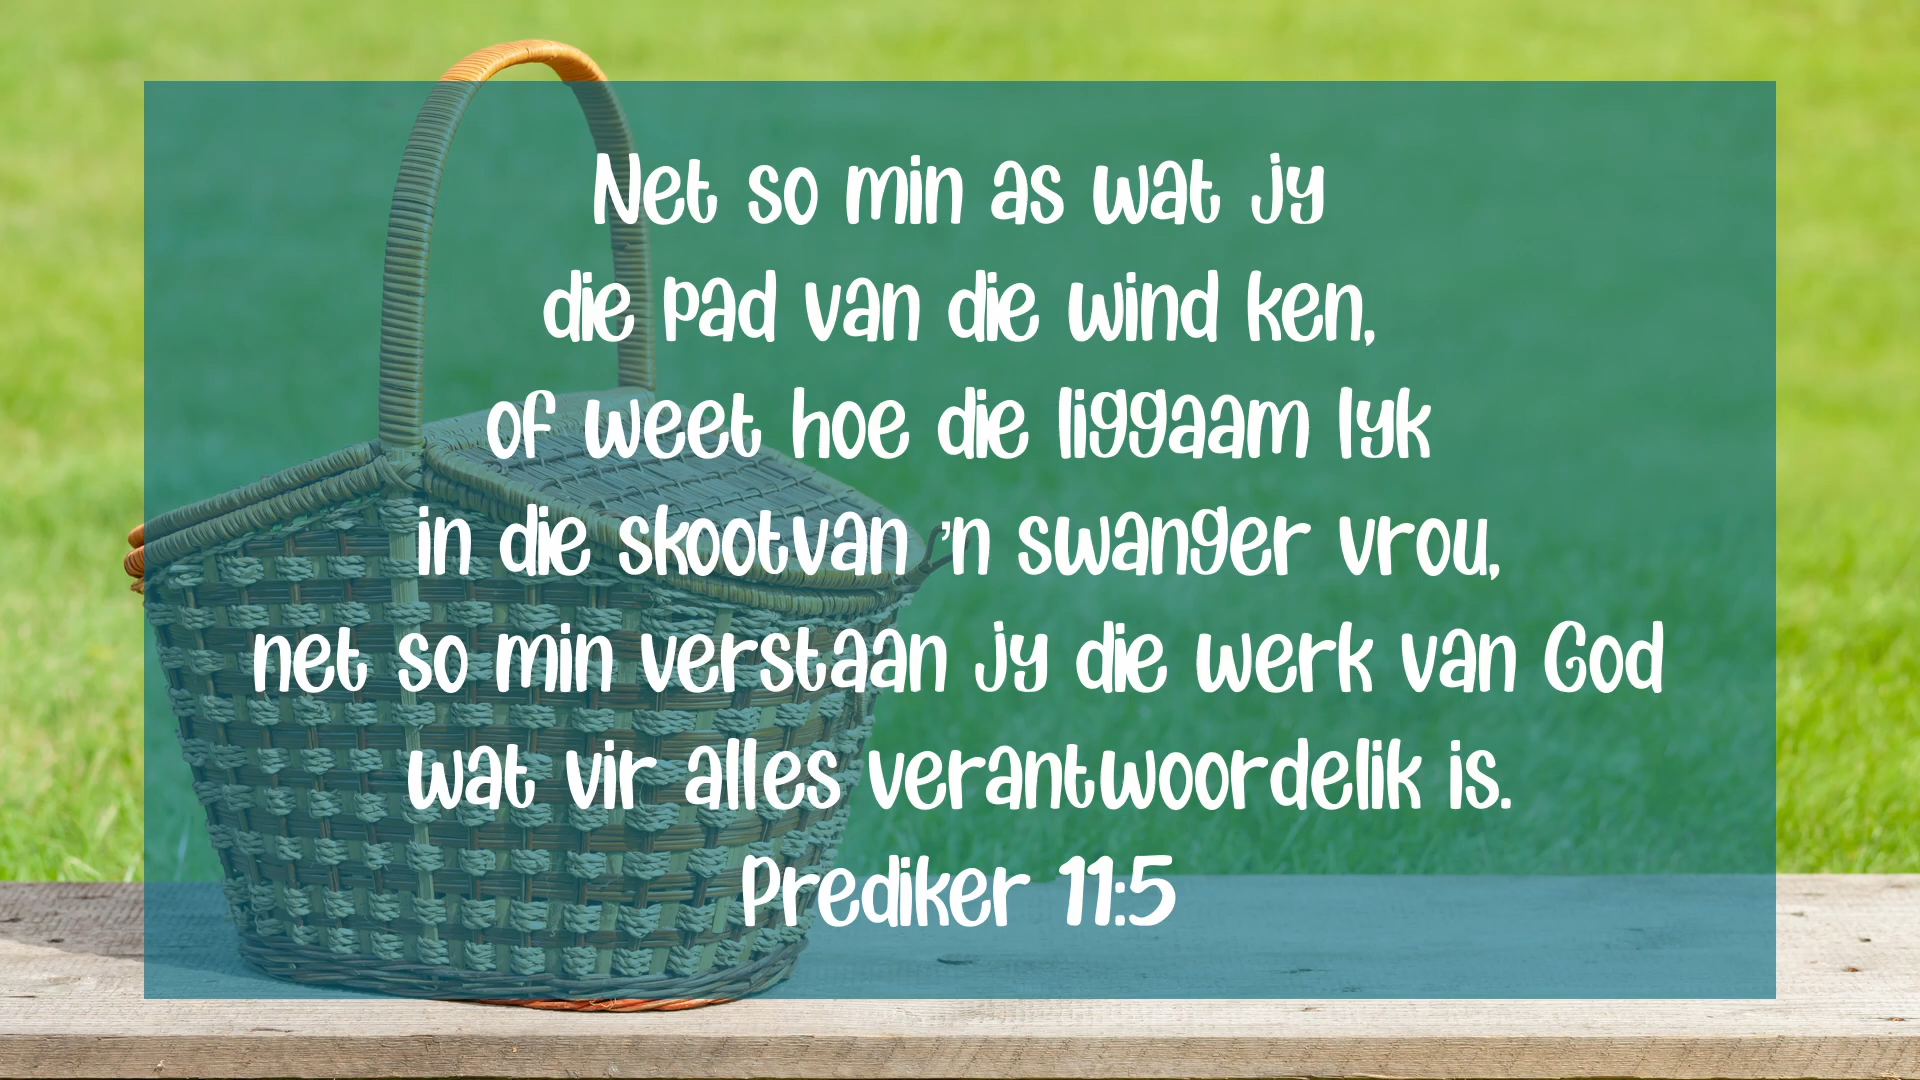 Net so min as wat jy
die pad van die wind ken,
of weet hoe die liggaam lyk
in die skootvan 'n swanger vrou,
net so min verstaan jy die werk van God
wat vir alles verantwoordelik is.
Prediker 11:5